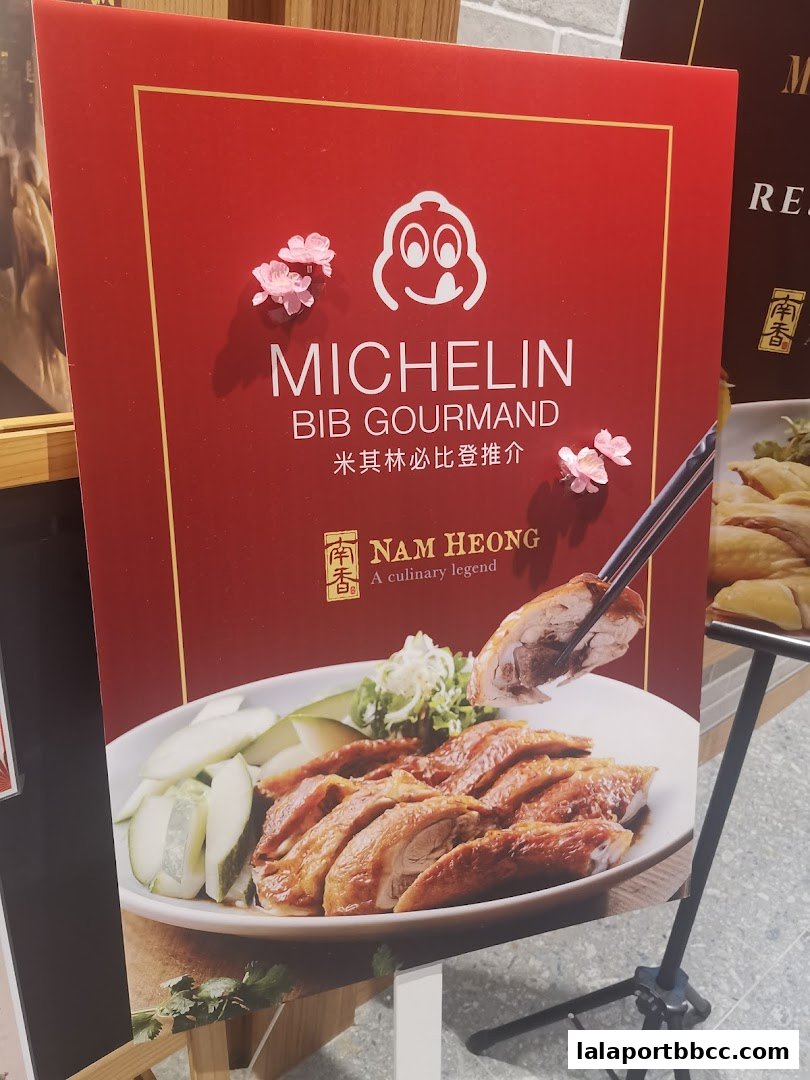 MICHELIN
BIB GOURMAND
米其林必比登推介
南香
NAM HEONG
A culinary legend
南香
lalaportbbcc.com